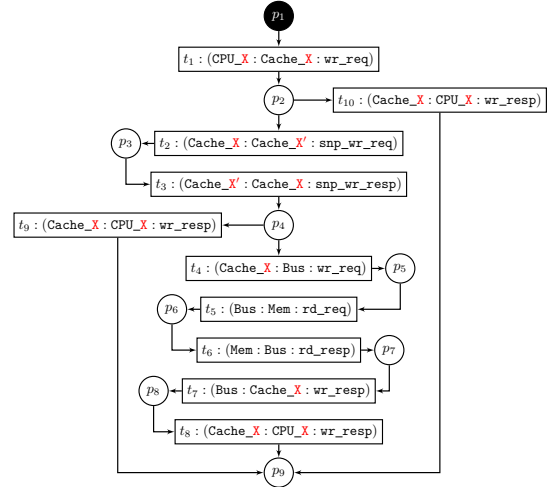 p1
t1 : (CPU_X : Cache_X : wr_req)
p2
t10 : (Cache_X : CPU_X : wr_resp)
p3
t2 : (Cache_X : Cache_X′ : snp_wr_req)
t3 : (Cache_X′ : Cache_X : snp_wr_resp)
t9 : (Cache_X : CPU_X : wr_resp)
p4
t4 : (Cache_X : Bus : wr_req)
p5
p6
t5 : (Bus : Mem : rd_req)
t6 : (Mem : Bus : rd_resp)
p7
p8
t7 : (Bus : Cache_X : wr_resp)
t8 : (Cache_X : CPU_X : wr_resp)
p9